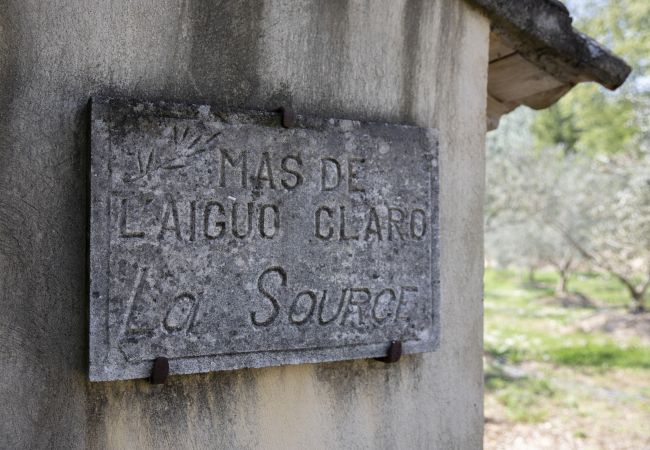 MAS DE
L'AIGUO CLARO
La Source